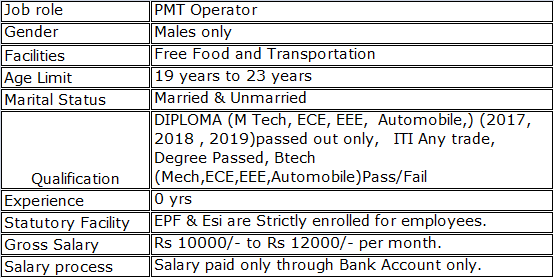 Job role PMT Operator
Gender Males only
Facilities Free Food and Transportation
Age Limit 19 years to 23 years
Marital Status Married & Unmarried
DIPLOMA (M Tech, ECE, EEE,  Automobile,) (2017,
2018 , 2019)passed out only,   ITI Any trade,
Degree Passed, Btech
Qualification (Mech,ECE,EEE,Automobile)Pass/Fail
Experience 0 yrs
Statutory Facility EPF & Esi are Strictly enrolled for employees.
Gross Salary Rs 10000/- to Rs 12000/- per month.
Salary process Salary paid only through Bank Account only.